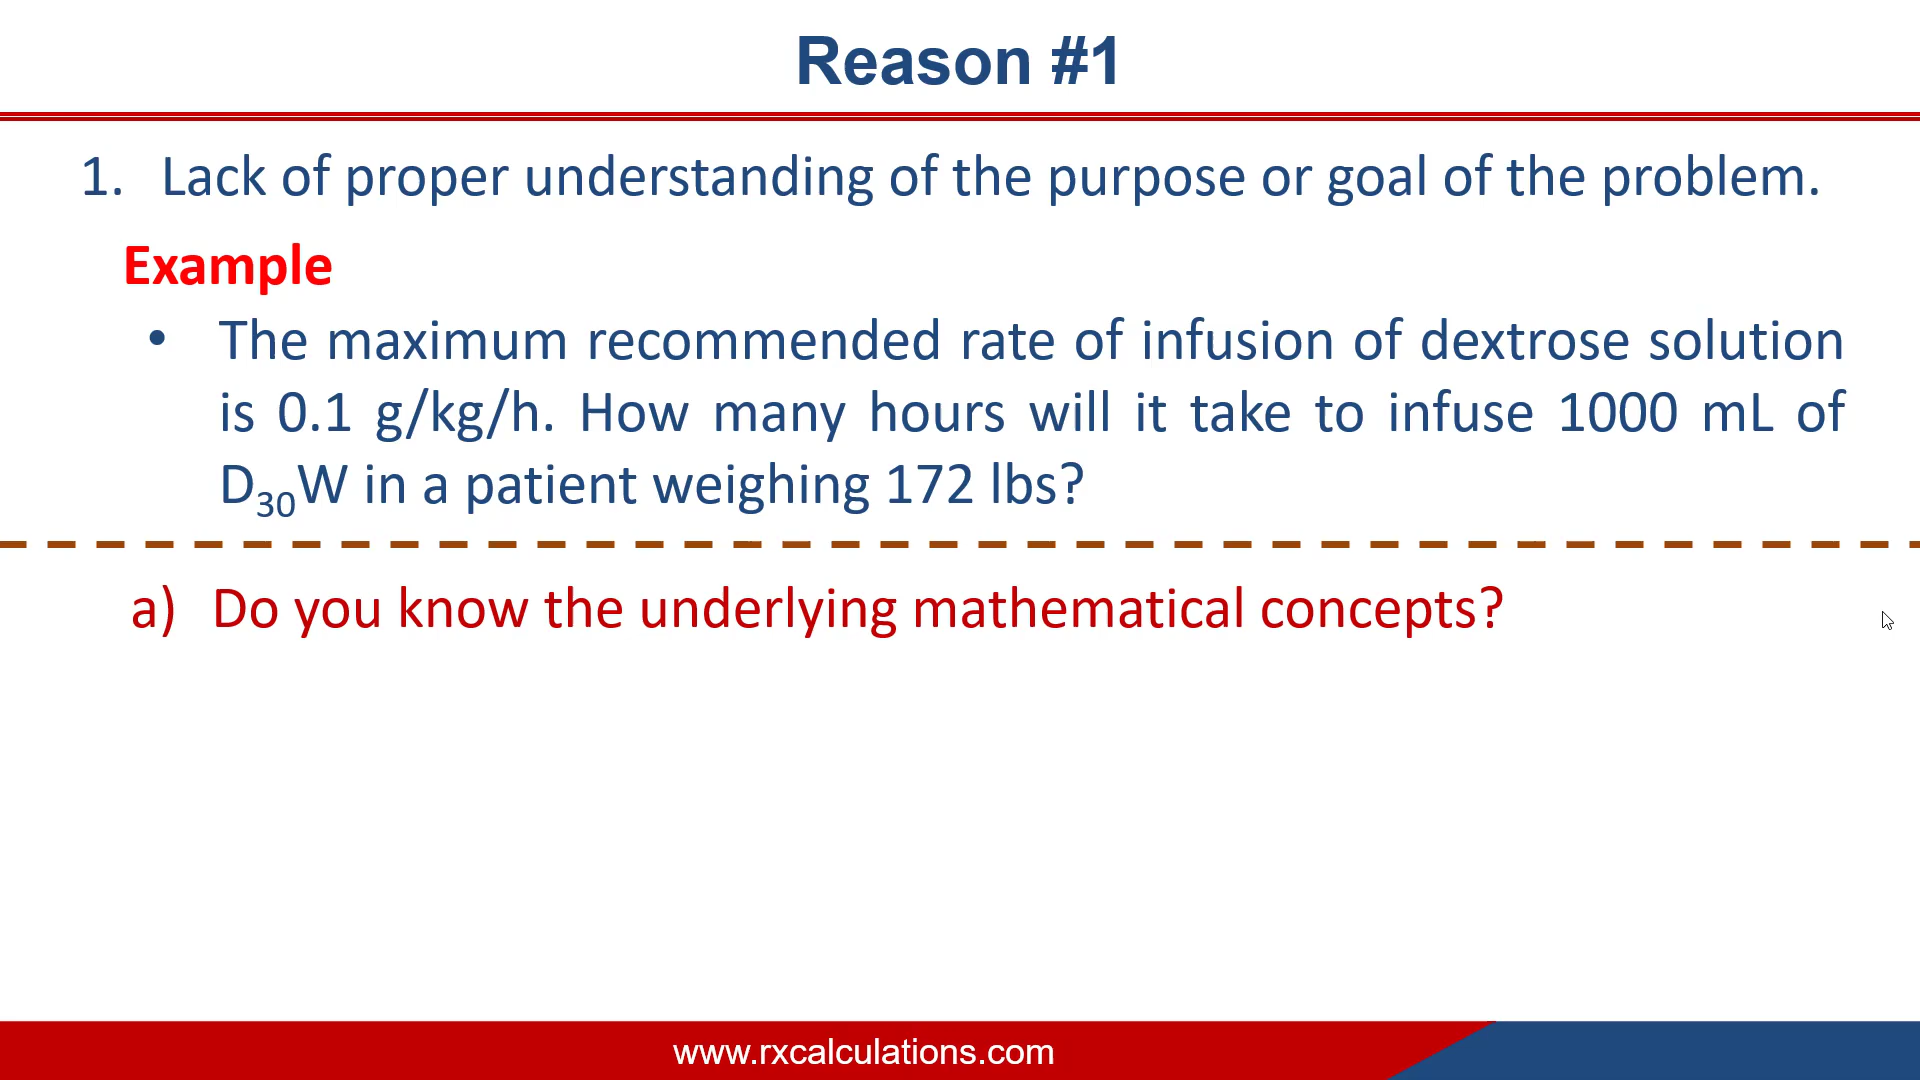 Reason #1
1. Lack of proper understanding of the purpose or goal of the problem.
Example
• The maximum recommended rate of infusion of dextrose solution
is 0.1 g/kg/h. How many hours will it take to infuse 1000 mL of
D30W in a patient weighing 172 lbs?
a) Do you know the underlying mathematical concepts?
www.rxcalculations.com